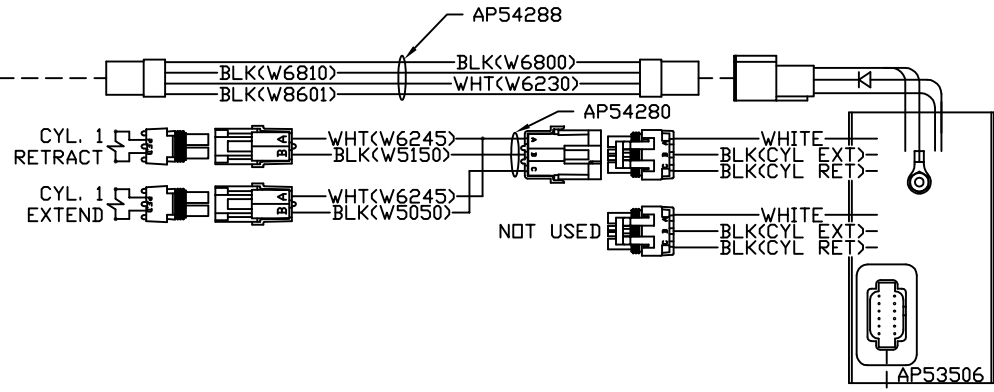 AP54288
BLK(W6800)
BLK(W6810)
WHT(W6230)
BLK(W8601)
AP54280
CYL. 1
RETRACT
A
B
WHT(W6245)
BLK(W5150)
A
B
C
WHITE
BLK(CYL EXT)
BLK(CYL RET)
CYL. 1
EXTEND
A
B
WHT(W6245)
BLK(W5050)
NOT USED
WHITE
BLK(CYL EXT)
BLK(CYL RET)
AP53506